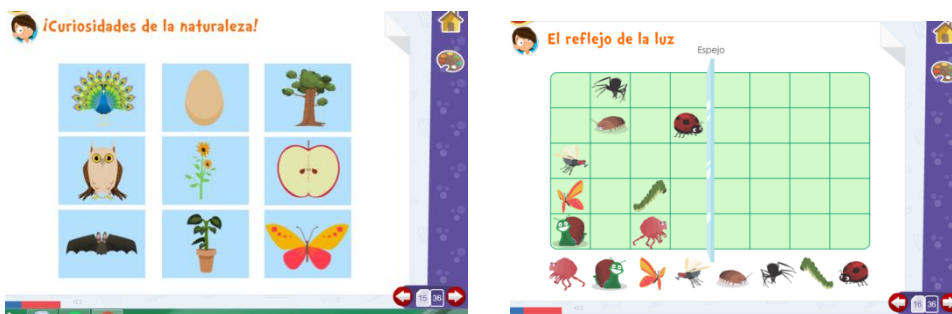 ¡Curiosidades de la naturaleza!
15 36
El reflejo de la luz
Espejo
16 36